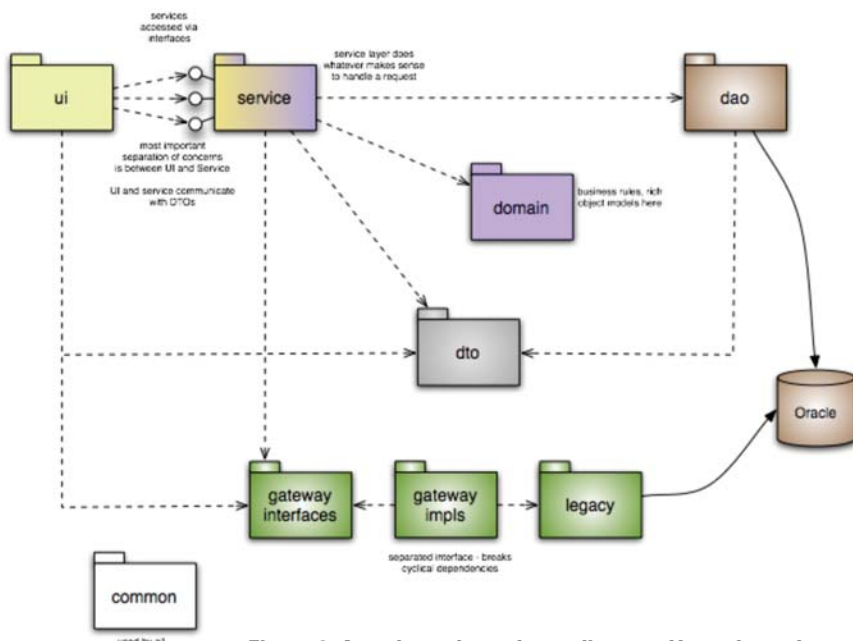 services
accessed via
interfaces
ui
service
service layer does
whatever makes sense
to handle a request
dao
most important
separation of concerns
is between UI and Service
UI and service communicate
with DTOs
domain
business rules, rich
object models here
dto
Oracle
gateway
interfaces
gateway
impls
legacy
separated interface - breaks
cyclical dependencies
common